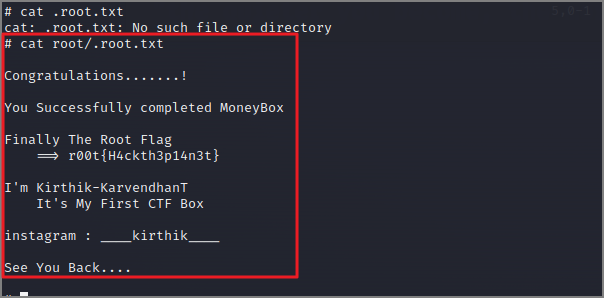 # cat .root.txt
cat: .root.txt: No such file or directory
# cat root/.root.txt
Congratulations.......!
You Successfully completed MoneyBox
Finally The Root Flag
==> r00t{H4ckth3p14n3t}
I'm Kirthik-KarvendhanT
It's My First CTF Box
instagram : ____kirthik____
See You Back....
#